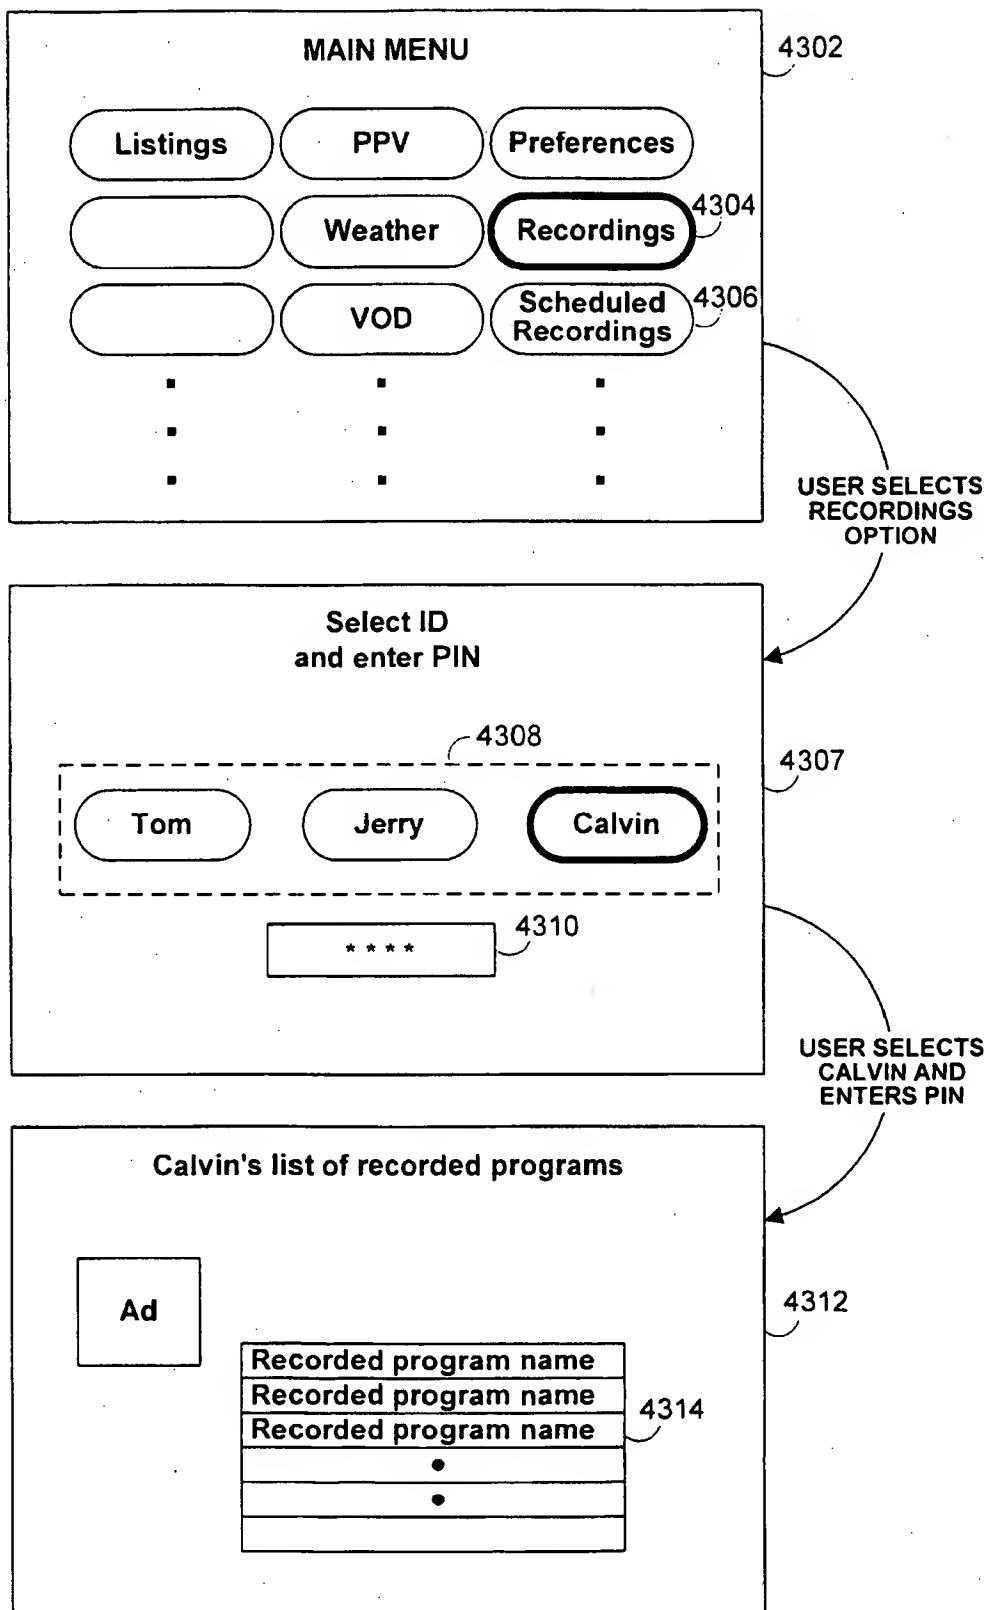 MAIN MENU
4302
Listings
PPV
Preferences
Weather
Recordings
4304
VOD
Scheduled
Recordings
4306
USER SELECTS
RECORDINGS
OPTION
Select ID
and enter PIN
4308
4307
Tom
Jerry
Calvin
* * * *
4310
USER SELECTS
CALVIN AND
ENTERS PIN
Calvin's list of recorded programs
Ad
4312
Recorded program name
Recorded program name
Recorded program name
4314